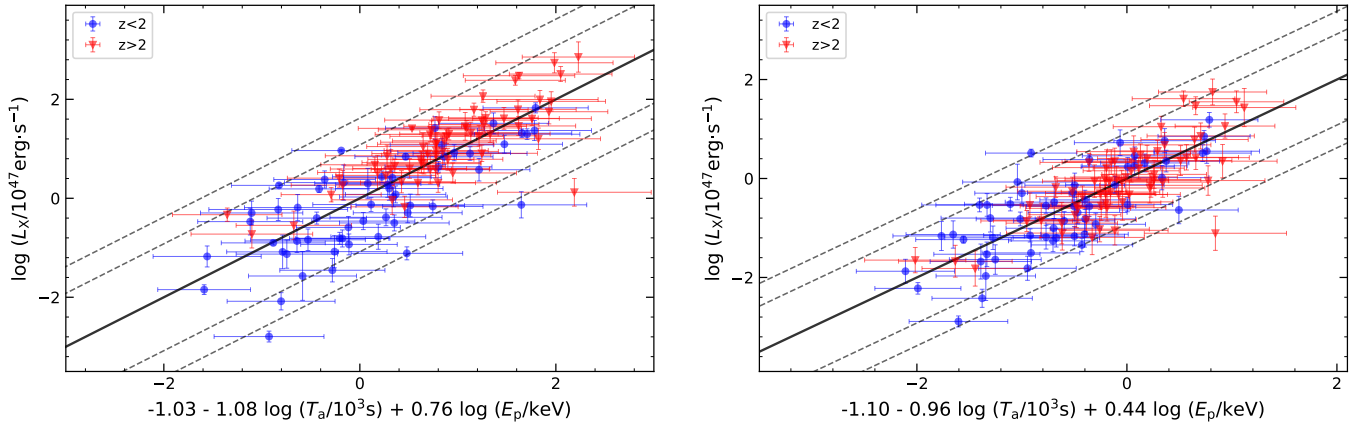 z<2
z>2
log (L_X/10^47 erg·s^−1)
2
0
−2
−2
0
2
-1.03 - 1.08 log (T_a/10^3s) + 0.76 log (E_p/keV)
z<2
z>2
log (L_X/10^47 erg·s^−1)
2
0
−2
−2
0
2
-1.10 - 0.96 log (T_a/10^3s) + 0.44 log (E_p/keV)